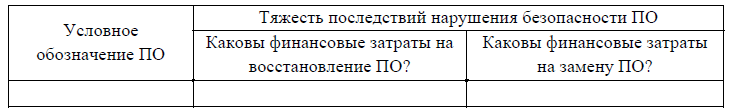 Условное
обозначение ПО
Тяжесть последствий нарушения безопасности ПО
Каковы финансовые затраты на
восстановление ПО?
Каковы финансовые затраты
на замену ПО?